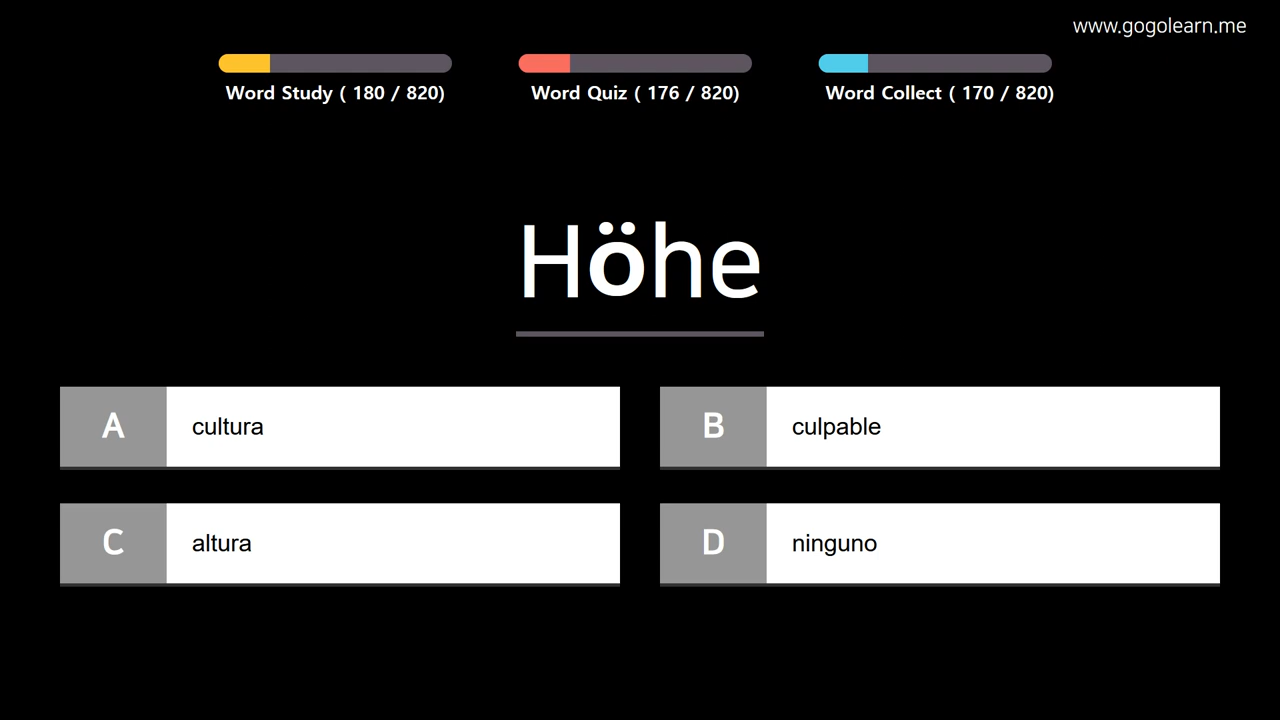 www.gogolearn.me
Word Study ( 180 / 820)
Word Quiz ( 176 / 820)
Word Collect ( 170 / 820)
Höhe
A cultura
B culpable
C altura
D ninguno